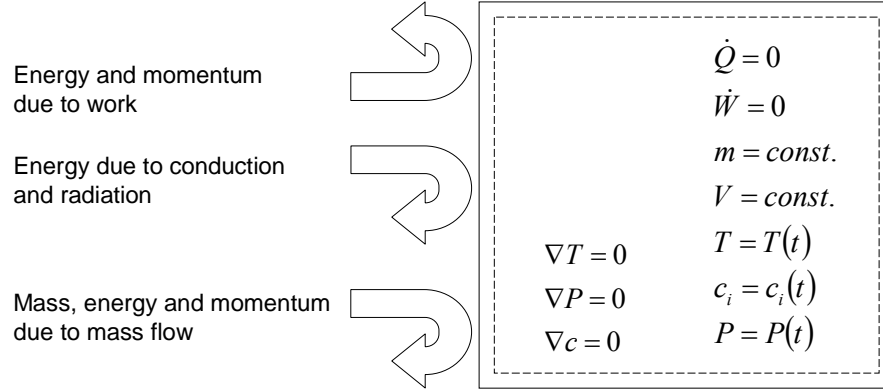 Energy and momentum
due to work
Energy due to conduction
and radiation
Mass, energy and momentum
due to mass flow
∇T = 0
∇P = 0
∇c = 0
Q̇ = 0
Ẇ = 0
m = const.
V = const.
T = T(t)
cᵢ = cᵢ(t)
P = P(t)